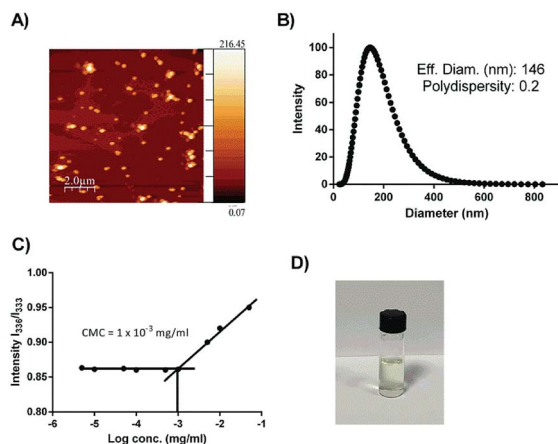 A)
216.45
2.0µm
0.07
B)
100
80
60
40
20
0
Intensity
Eff. Diam. (nm): 146
Polydispersity: 0.2
0 200 400 600 800
Diameter (nm)
C)
1.00
0.95
0.90
0.85
0.80
Intensity I336/I333
CMC = 1 x 10⁻³ mg/ml
-6 -5 -4 -3 -2 -1
Log conc. (mg/ml)
D)